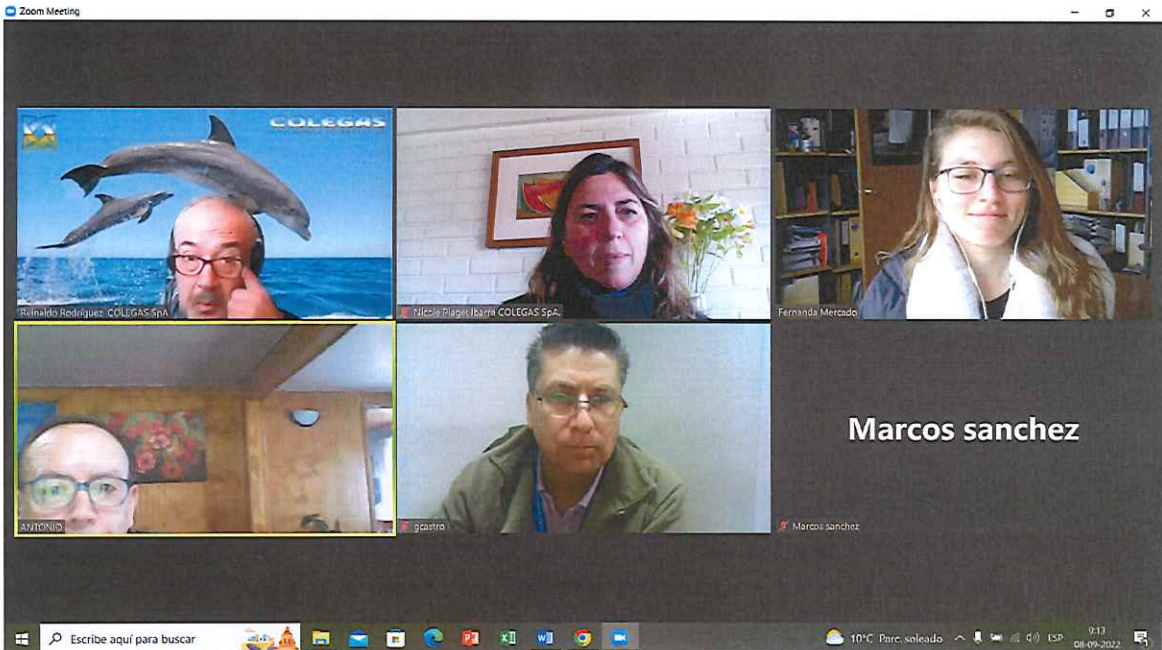 Zoom Meeting
COLEGAS
Reinaldo Rodríguez. COLEGAS SpA
Nicole Piaget Ibarra COLEGAS SpA.
Fernanda Mercado
ANTONIO
gcastro
Marcos sanchez
Marcos sanchez
Escribe aquí para buscar
10°C Parc. soleado
ESP
9:13
08-09-2022